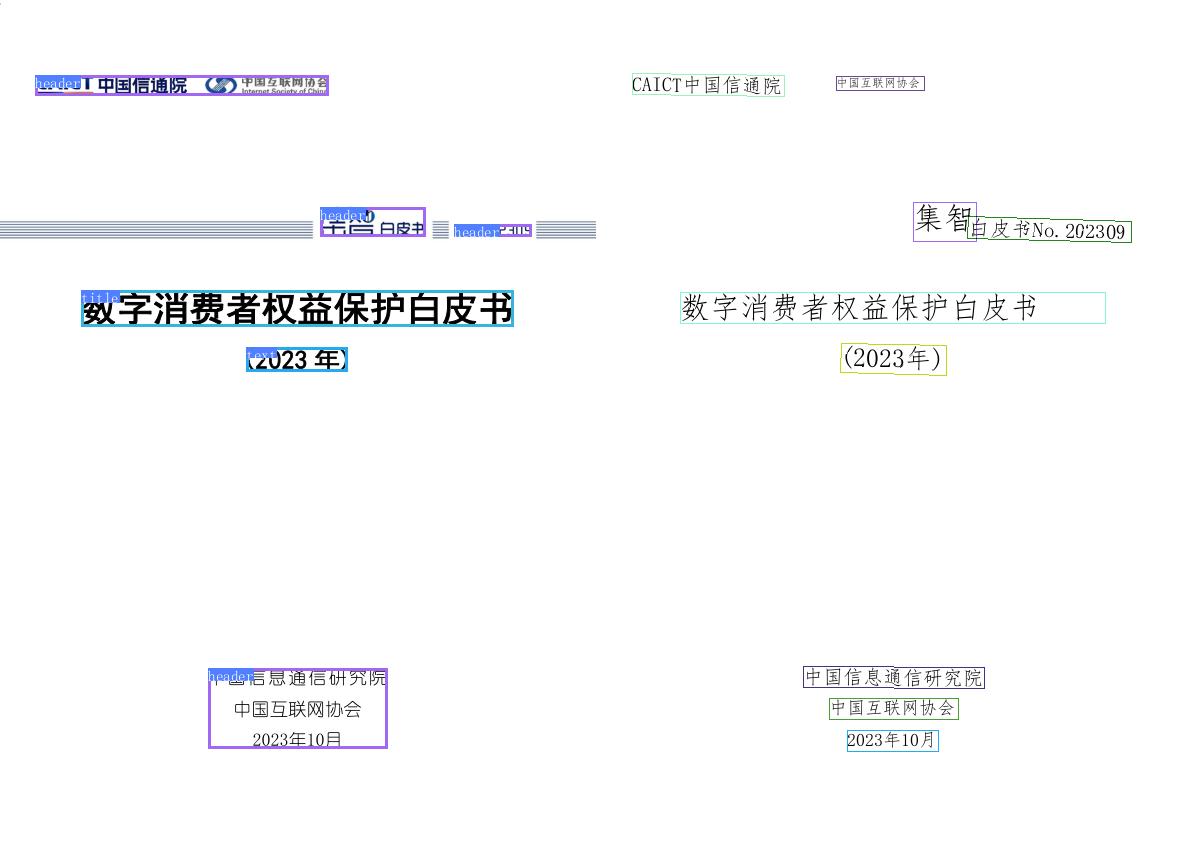 header
中国信通院
header
中国互联网协会
Internet Society of China
CAICT中国信通院
中国互联网协会
header
白皮书
header
集智
白皮书No. 202309
title
数字消费者权益保护白皮书
数字消费者权益保护白皮书
text
(2023 年)
(2023年)
header
中国信息通信研究院
中国互联网协会
2023年10月
中国信息通信研究院
中国互联网协会
2023年10月